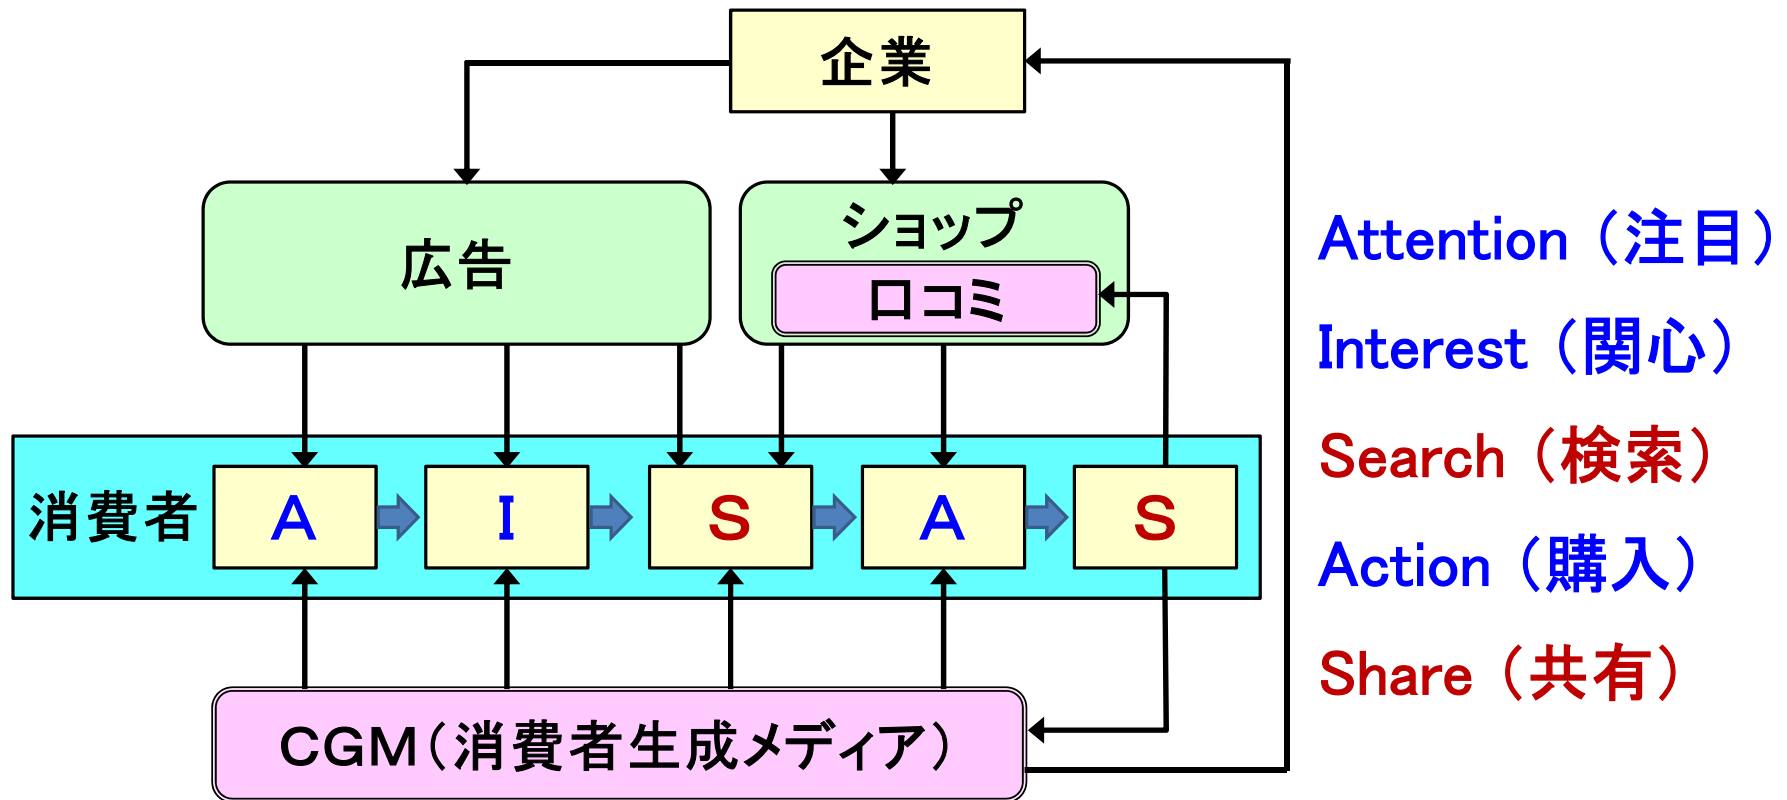 企業
広告
ショップ
口コミ
消費者
A
I
S
A
S
CGM(消費者生成メディア)
Attention(注目)
Interest(関心)
Search(検索)
Action(購入)
Share(共有)